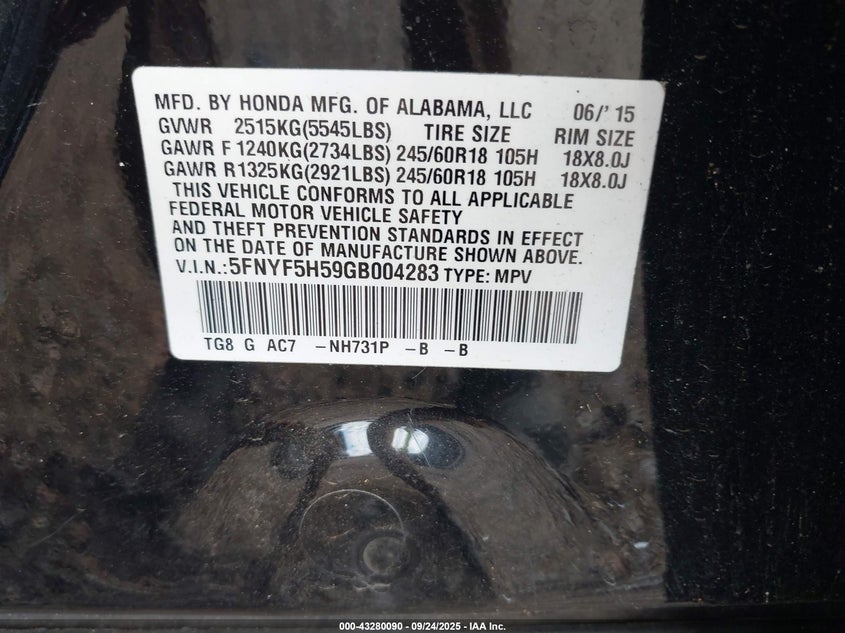 MFD. BY HONDA MFG. OF ALABAMA, LLC 06/' 15
GVWR 2515KG(5545LBS) TIRE SIZE RIM SIZE
GAWR F 1240KG(2734LBS) 245/60R18 105H 18X8.0J
GAWR R1325KG(2921LBS) 245/60R18 105H 18X8.0J
THIS VEHICLE CONFORMS TO ALL APPLICABLE
FEDERAL MOTOR VEHICLE SAFETY
AND THEFT PREVENTION STANDARDS IN EFFECT
ON THE DATE OF MANUFACTURE SHOWN ABOVE.
V.I.N.:5FNYF5H59GB004283 TYPE: MPV
TG8 G AC7 -NH731P -B -B
000-43280090 - 09/24/2025 - IAA Inc.